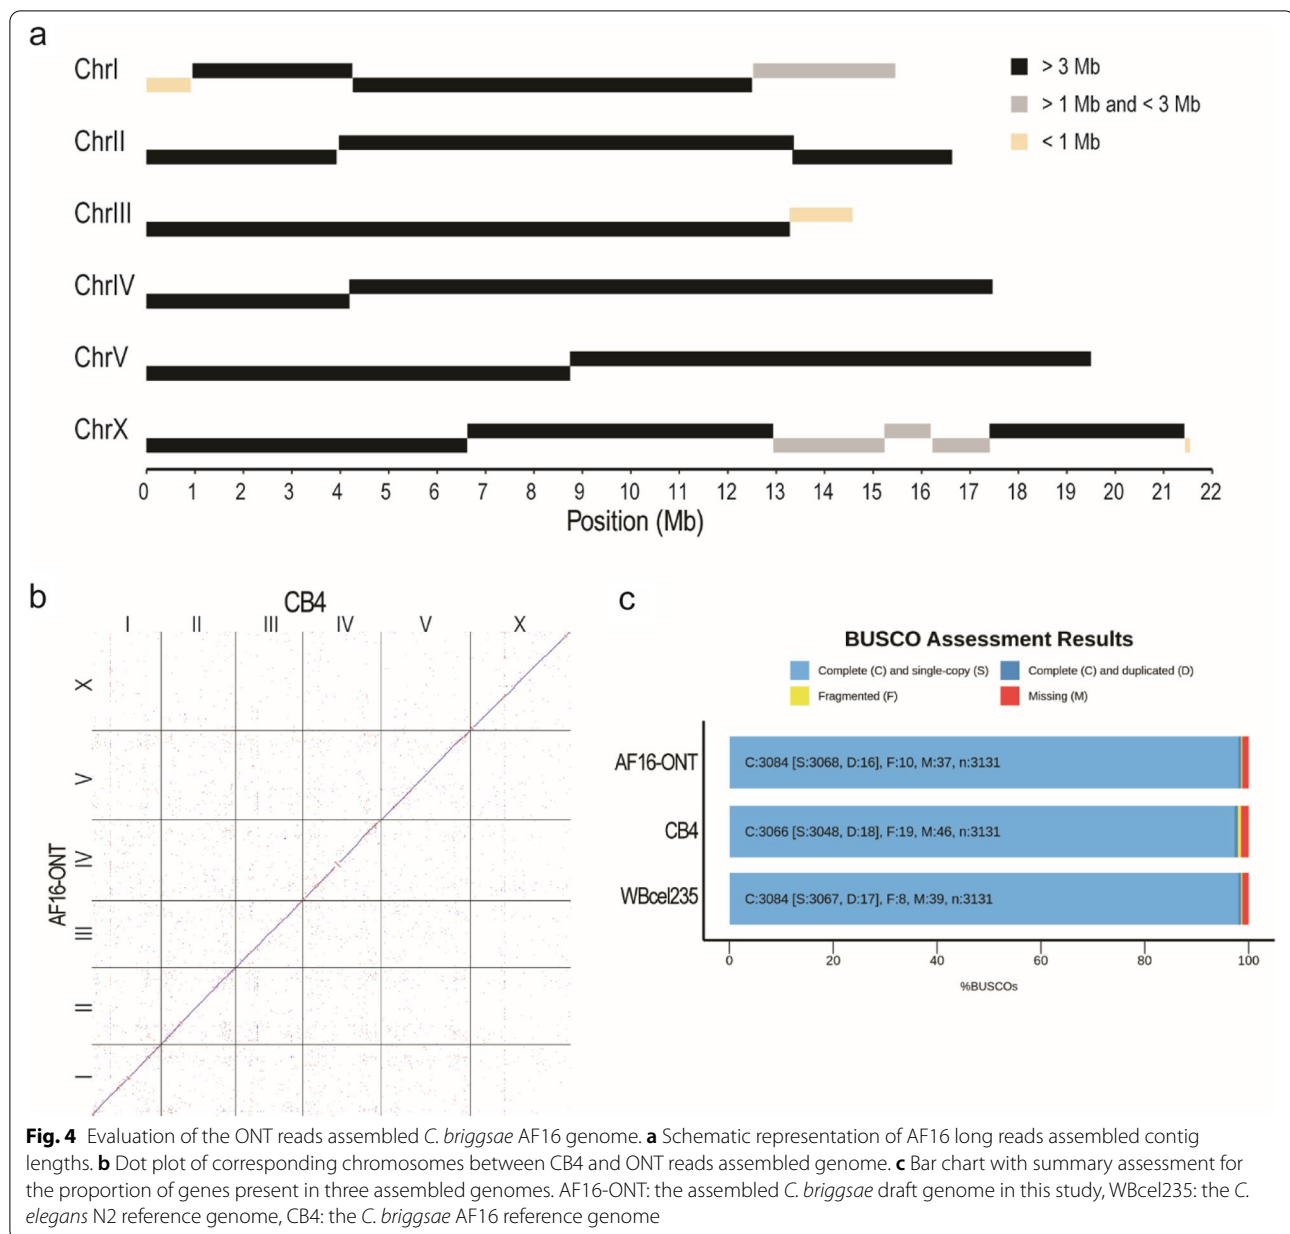 a
ChrI
ChrII
ChrIII
ChrIV
ChrV
ChrX
> 3 Mb
> 1 Mb and < 3 Mb
< 1 Mb
0 1 2 3 4 5 6 7 8 9 10 11 12 13 14 15 16 17 18 19 20 21 22
Position (Mb)
b
CB4
I II III IV V X
AF16-ONT
X
V
IV
III
II
I
c
BUSCO Assessment Results
Complete (C) and single-copy (S) Complete (C) and duplicated (D)
Fragmented (F) Missing (M)
AF16-ONT C:3084 [S:3068, D:16], F:10, M:37, n:3131
CB4 C:3066 [S:3048, D:18], F:19, M:46, n:3131
WBcel235 C:3084 [S:3067, D:17], F:8, M:39, n:3131
0 20 40 60 80 100
%BUSCOs
Fig. 4 Evaluation of the ONT reads assembled C. briggsae AF16 genome. a Schematic representation of AF16 long reads assembled contig
lengths. b Dot plot of corresponding chromosomes between CB4 and ONT reads assembled genome. c Bar chart with summary assessment for
the proportion of genes present in three assembled genomes. AF16-ONT: the assembled C. briggsae draft genome in this study, WBcel235: the C.
elegans N2 reference genome, CB4: the C. briggsae AF16 reference genome